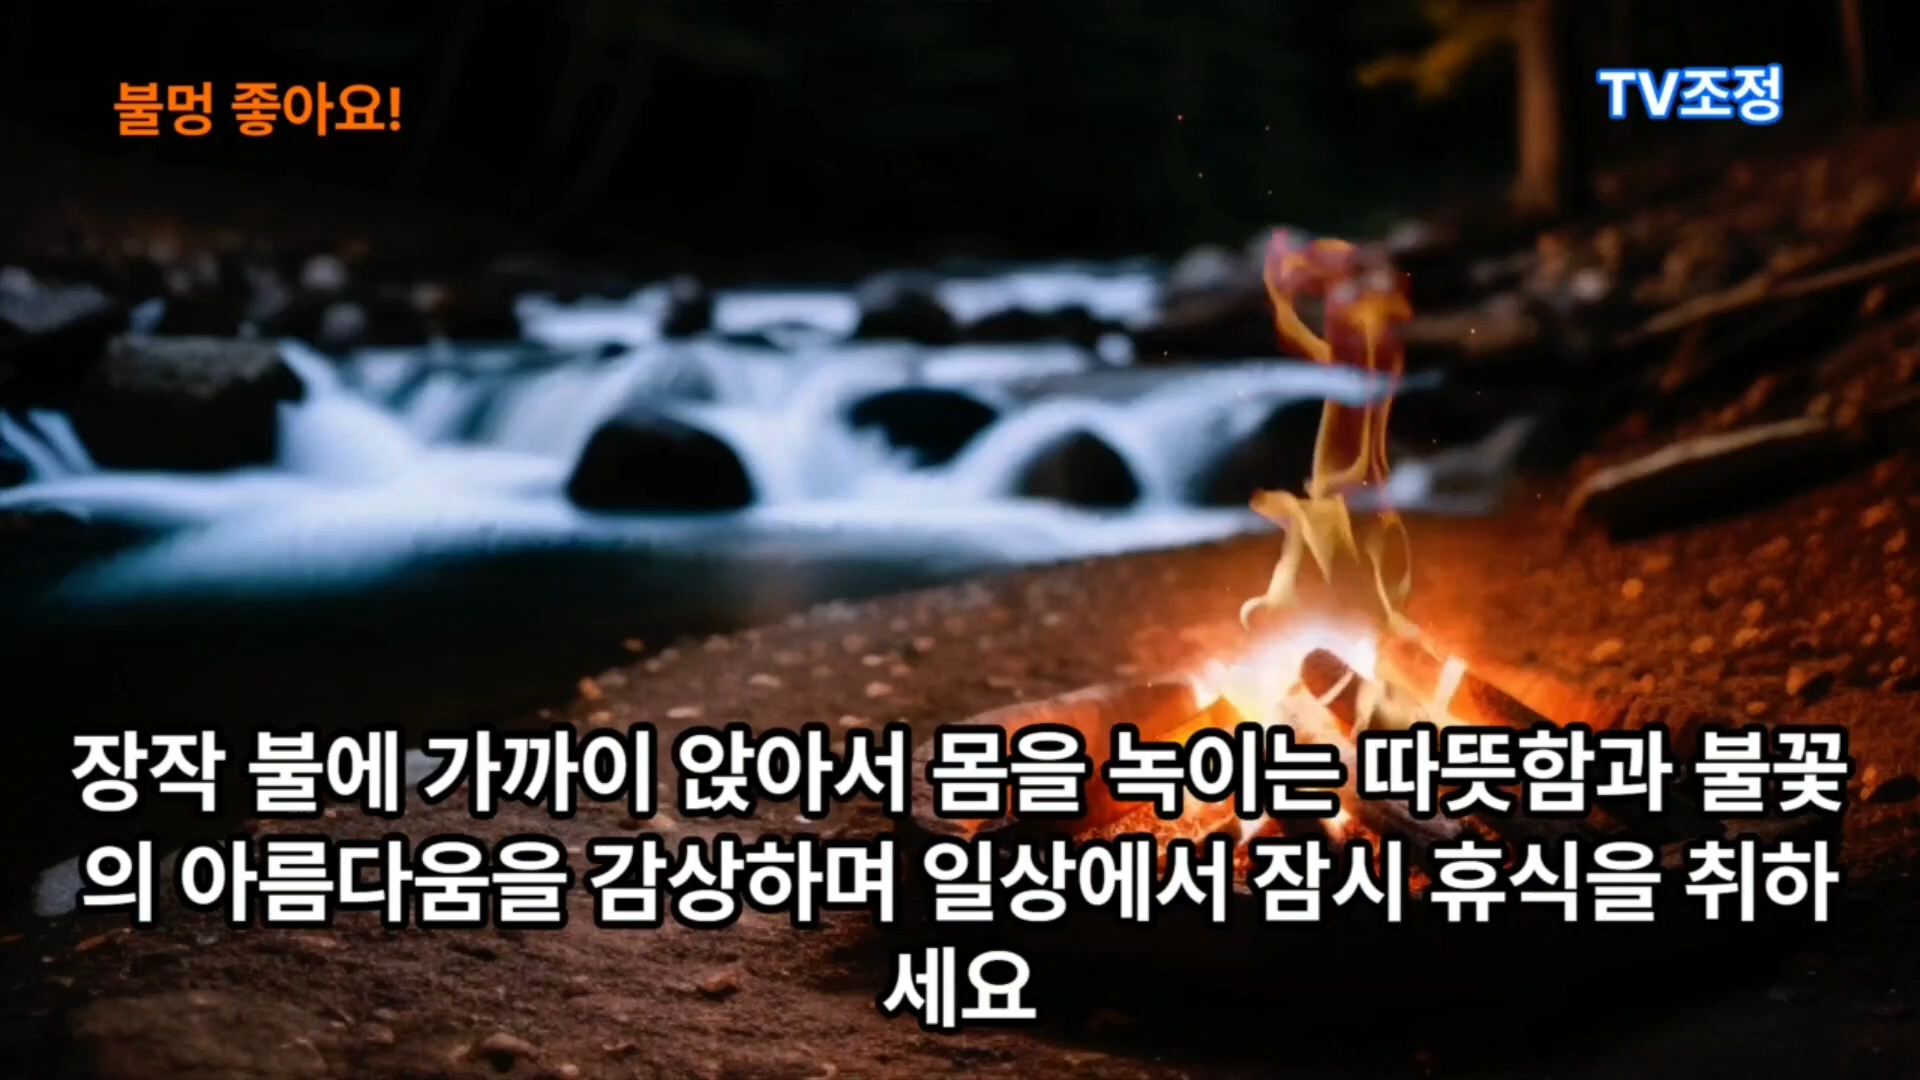 불멍 좋아요!
TV조정
장작 불에 가까이 앉아서 몸을 녹이는 따뜻함과 불꽃
의 아름다움을 감상하며 일상에서 잠시 휴식을 취하
세요